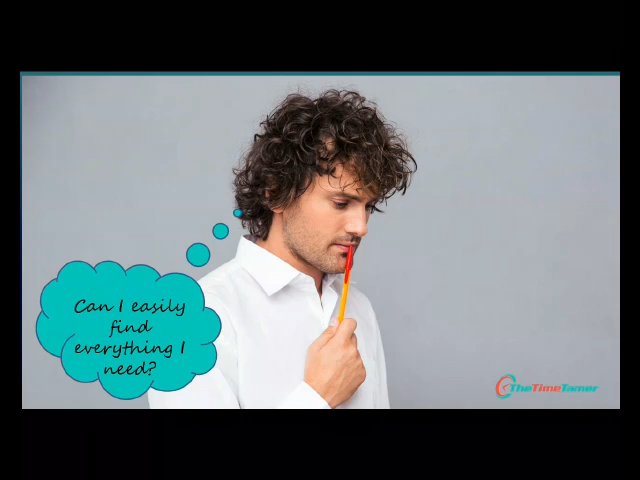 Can I easily
find
everything I
need?
TheTimeTamer